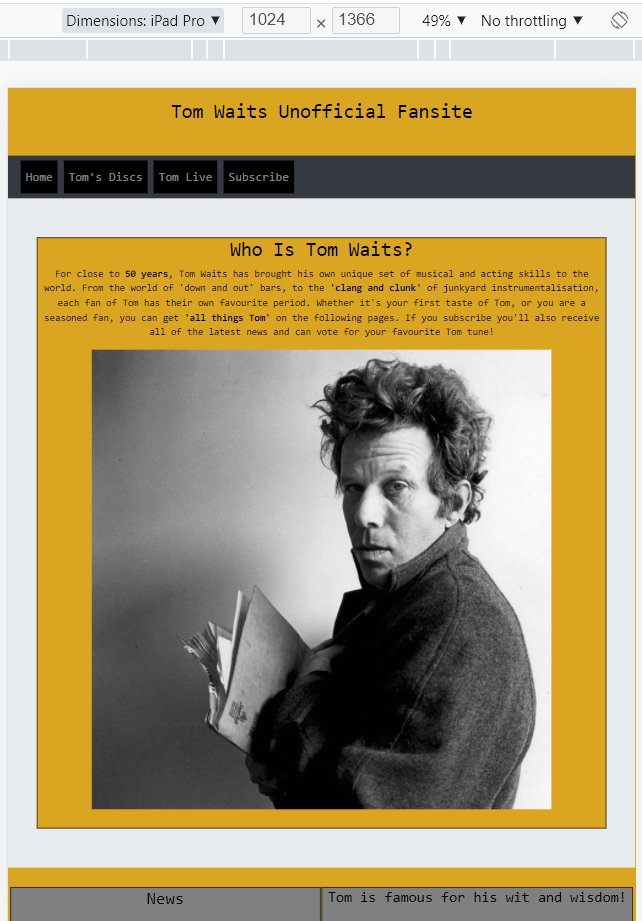 Dimensions: iPad Pro ▼ 1024 × 1366 49% ▼ No throttling ▼
Tom Waits Unofficial Fansite
Home Tom's Discs Tom Live Subscribe
Who Is Tom Waits?
For close to 50 years, Tom Waits has brought his own unique set of musical and acting skills to the
world. From the world of 'down and out' bars, to the 'clang and clunk' of junkyard instrumentalisation,
each fan of Tom has their own favourite period. Whether it's your first taste of Tom, or you are a
seasoned fan, you can get 'all things Tom' on the following pages. If you subscribe you'll also receive
all of the latest news and can vote for your favourite Tom tune!
News Tom is famous for his wit and wisdom!